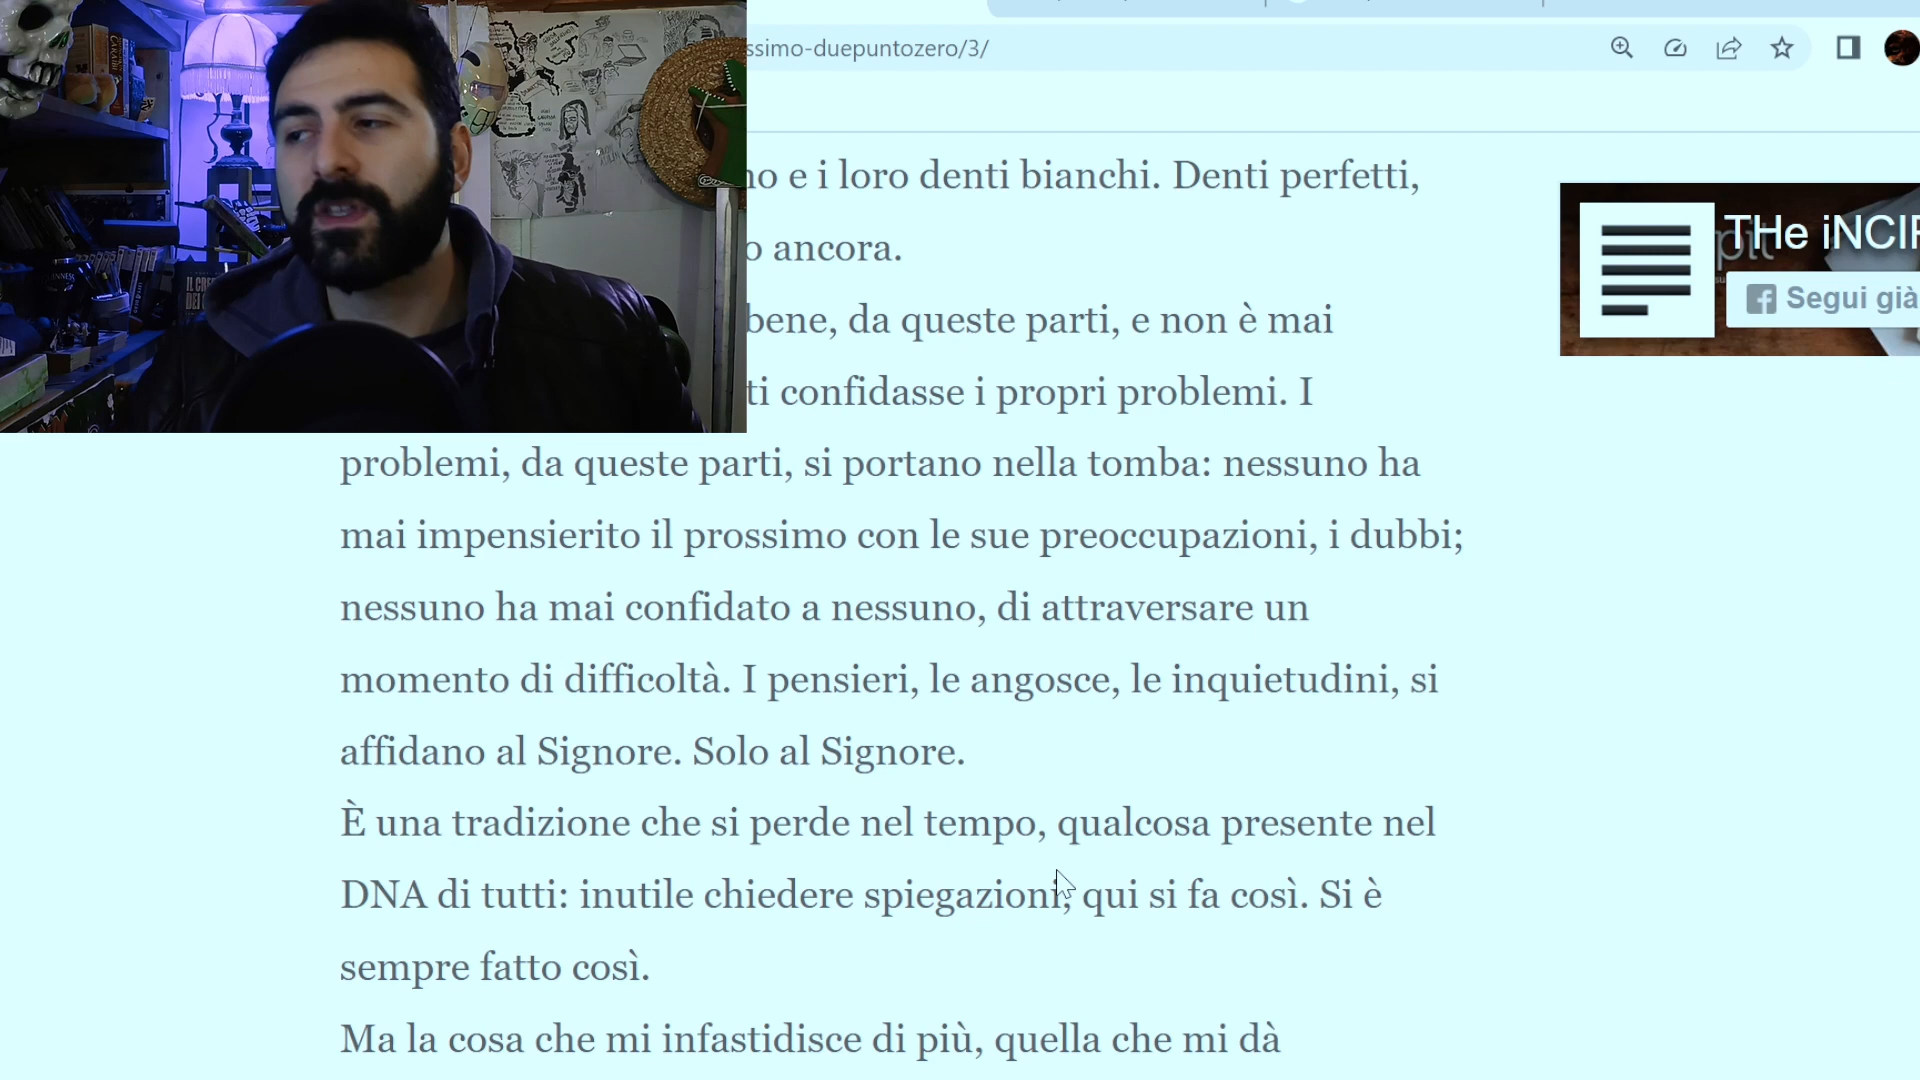 ssimo-duepuntozero/3/
no e i loro denti bianchi. Denti perfetti,
o ancora.
bene, da queste parti, e non è mai
ti confidasse i propri problemi. I
problemi, da queste parti, si portano nella tomba: nessuno ha
mai impensierito il prossimo con le sue preoccupazioni, i dubbi;
nessuno ha mai confidato a nessuno, di attraversare un
momento di difficoltà. I pensieri, le angosce, le inquietudini, si
affidano al Signore. Solo al Signore.
È una tradizione che si perde nel tempo, qualcosa presente nel
DNA di tutti: inutile chiedere spiegazioni, qui si fa così. Si è
sempre fatto così.
Ma la cosa che mi infastidisce di più, quella che mi dà
THe iNCIP
Segui già
GUINNESS